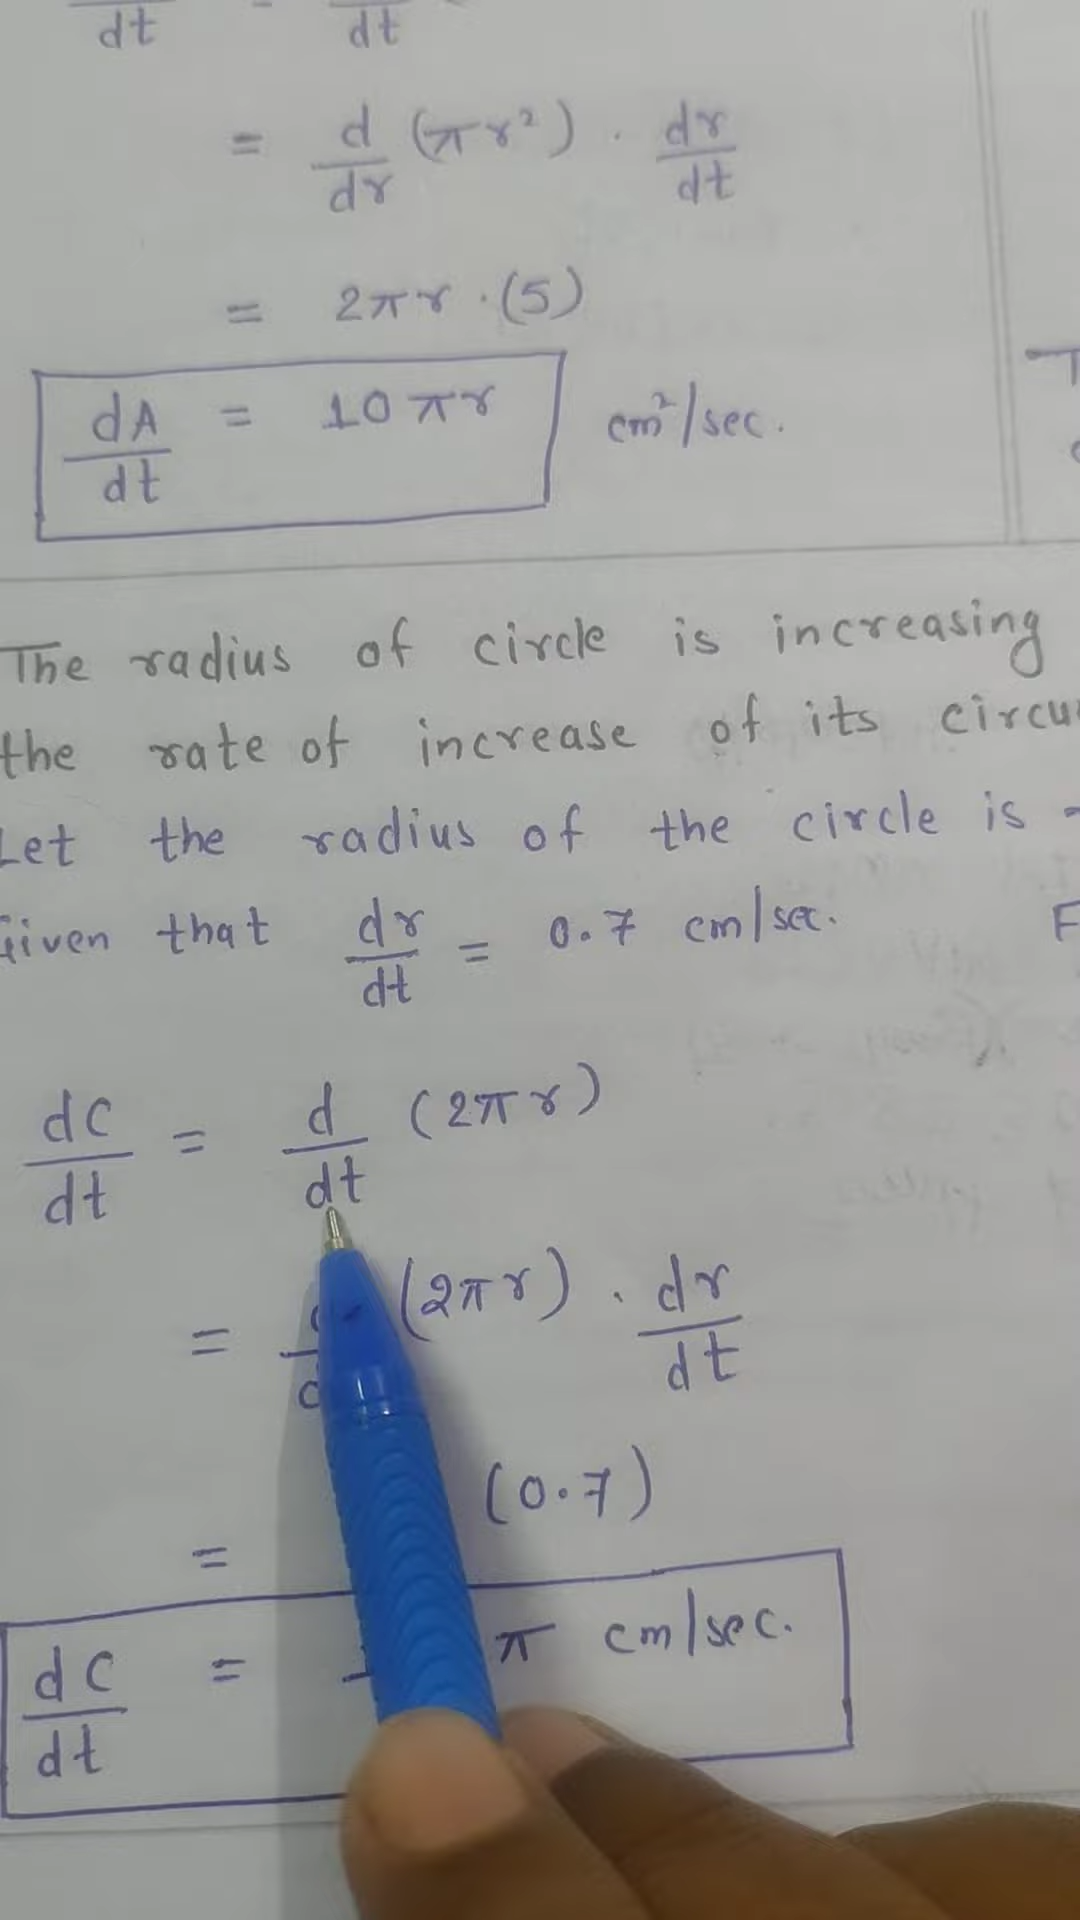 dt dt
= d/dr (πr²) · dr/dt
= 2πr · (5)
dA/dt = 10πr cm²/sec.
The radius of circle is increasing
the rate of increase of its
Let the radius of the circle is
Given that dr/dt = 0.7 cm/sec.
dC/dt = d/dt (2πr)
= (2πr) · dr/dt
= (0.7)
dC/dt = π cm/sec.